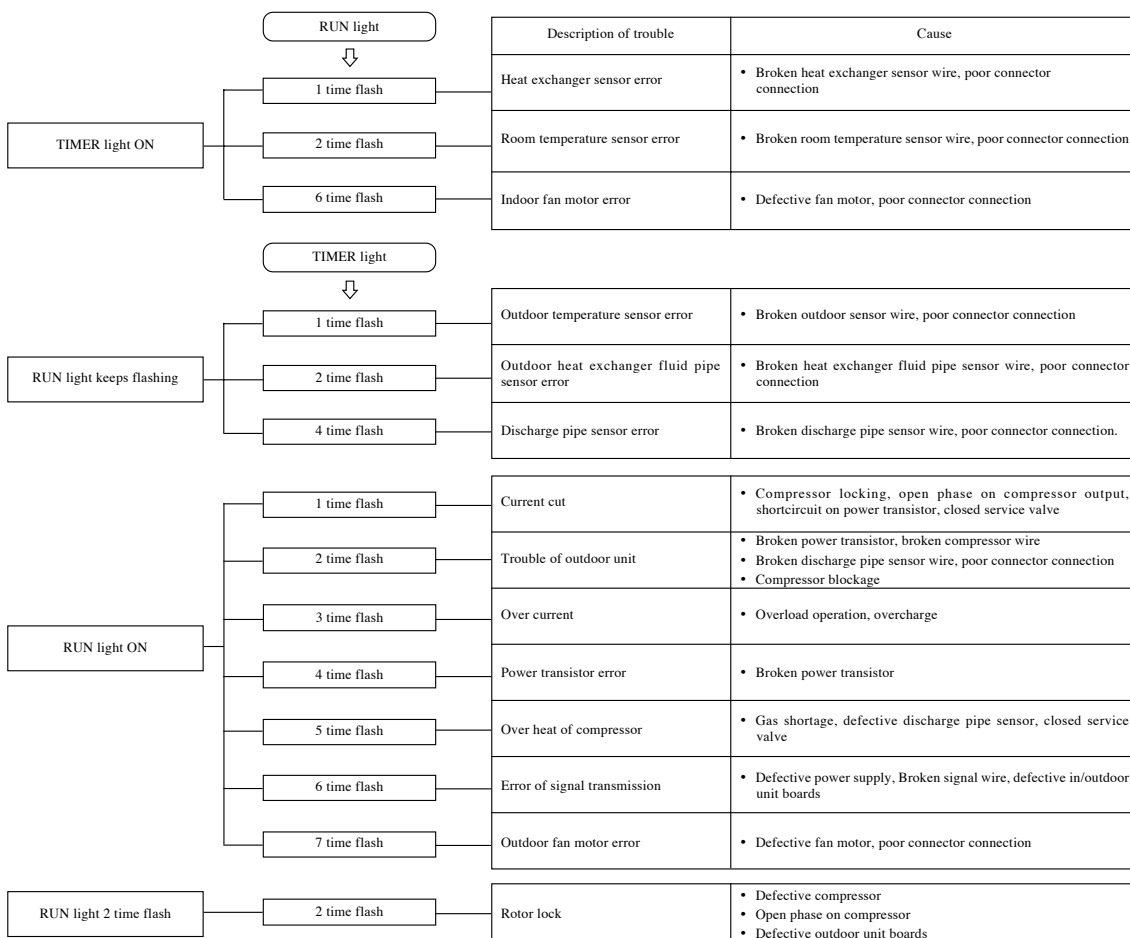 RUN light
Description of trouble
Cause
TIMER light ON
1 time flash
Heat exchanger sensor error
• Broken heat exchanger sensor wire, poor connector
connection
2 time flash
Room temperature sensor error
• Broken room temperature sensor wire, poor connector connection
6 time flash
Indoor fan motor error
• Defective fan motor, poor connector connection
TIMER light
RUN light keeps flashing
1 time flash
Outdoor temperature sensor error
• Broken outdoor sensor wire, poor connector connection
2 time flash
Outdoor heat exchanger fluid pipe
sensor error
• Broken heat exchanger fluid pipe sensor wire, poor connector
connection
4 time flash
Discharge pipe sensor error
• Broken discharge pipe sensor wire, poor connector connection.
RUN light ON
1 time flash
Current cut
• Compressor locking, open phase on compressor output,
shortcircuit on power transistor, closed service valve
2 time flash
Trouble of outdoor unit
• Broken power transistor, broken compressor wire
• Broken discharge pipe sensor wire, poor connector connection
• Compressor blockage
3 time flash
Over current
• Overload operation, overcharge
4 time flash
Power transistor error
• Broken power transistor
5 time flash
Over heat of compressor
• Gas shortage, defective discharge pipe sensor, closed service
valve
6 time flash
Error of signal transmission
• Defective power supply, Broken signal wire, defective in/outdoor
unit boards
7 time flash
Outdoor fan motor error
• Defective fan motor, poor connector connection
RUN light 2 time flash
2 time flash
Rotor lock
• Defective compressor
• Open phase on compressor
• Defective outdoor unit boards